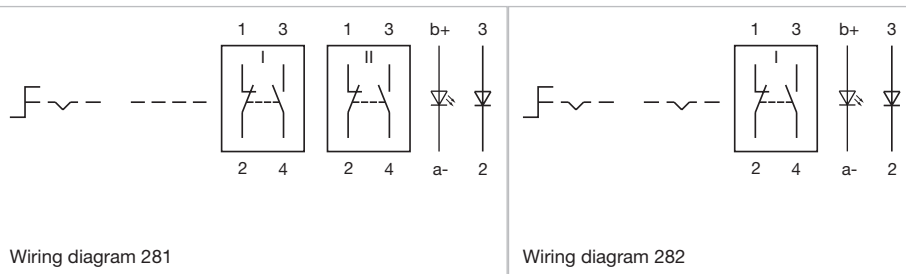 1 3 1 3 b+ 3
I II
2 4 2 4 a- 2
Wiring diagram 281
1 3 b+ 3
I
2 4 a- 2
Wiring diagram 282